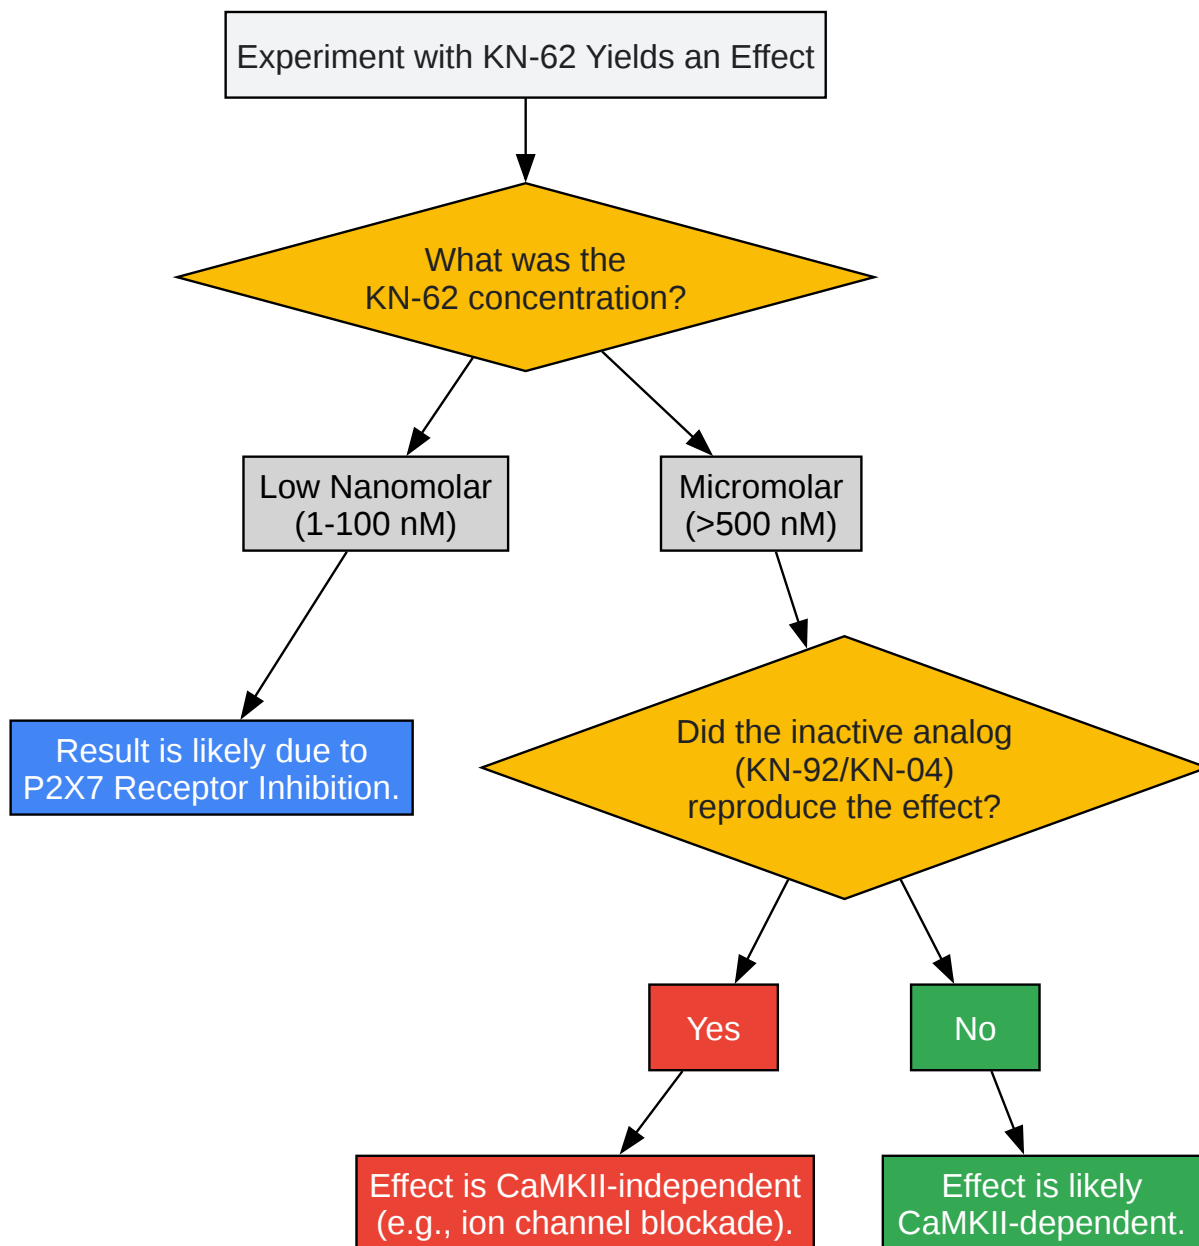 Experiment with KN-62 Yields an Effect
What was the
KN-62 concentration?
Low Nanomolar
(1-100 nM)
Micromolar
(>500 nM)
Result is likely due to
P2X7 Receptor Inhibition.
Did the inactive analog
(KN-92/KN-04)
reproduce the effect?
Yes
No
Effect is CaMKII-independent
(e.g., ion channel blockade).
Effect is likely
CaMKII-dependent.